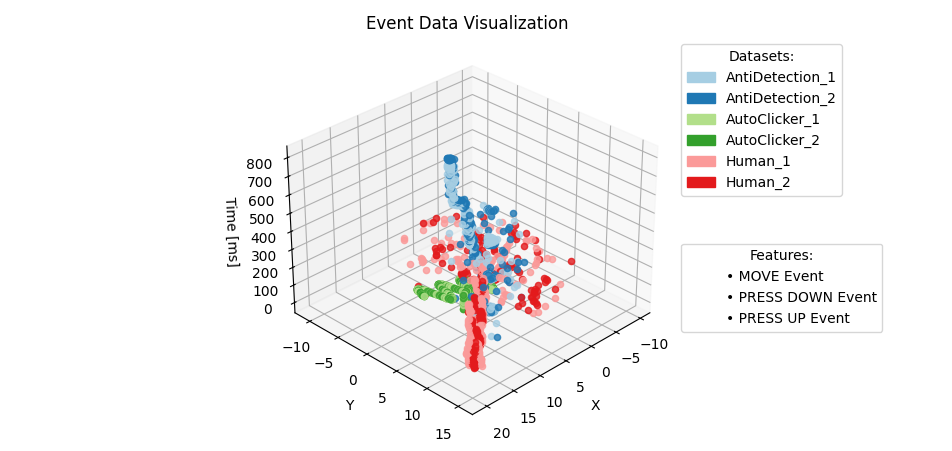 Event Data Visualization
Datasets:
AntiDetection_1
AntiDetection_2
AutoClicker_1
AutoClicker_2
Human_1
Human_2
Features:
• MOVE Event
• PRESS DOWN Event
• PRESS UP Event
Time [ms]
800
700
600
500
400
300
200
100
0
−10
−5
0
5
10
15
Y
−10
−5
0
5
10
15
20
X